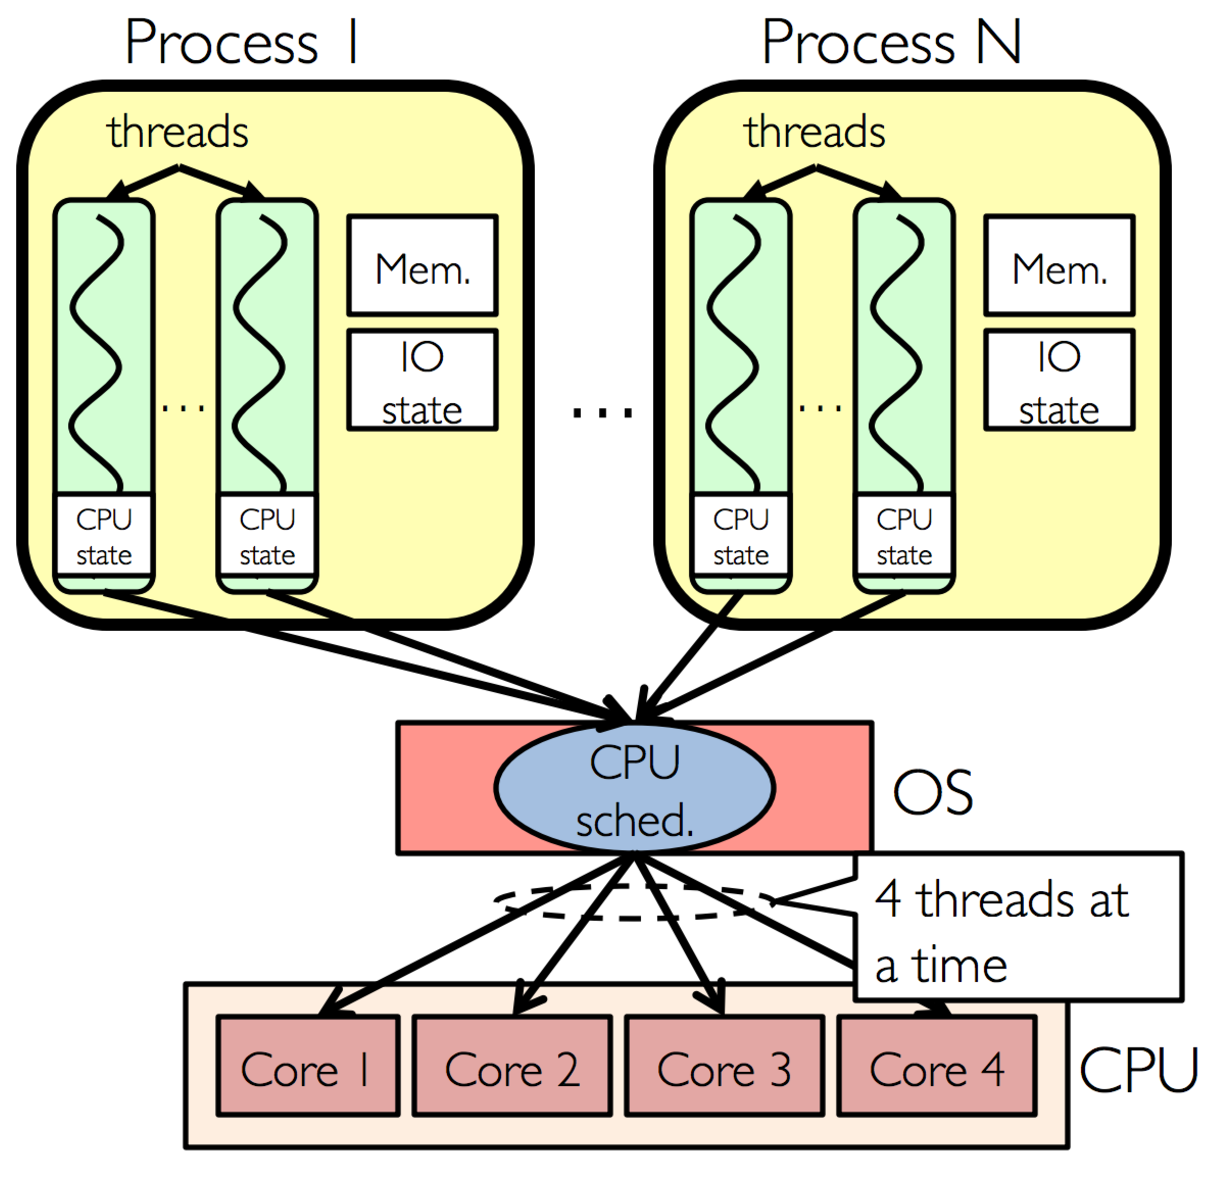 Process 1
Process N
threads
threads
Mem.
IO
state
...
CPU
state
CPU
state
...
Mem.
IO
state
...
CPU
state
CPU
state
CPU
sched.
OS
4 threads at
a time
Core 1
Core 2
Core 3
Core 4
CPU